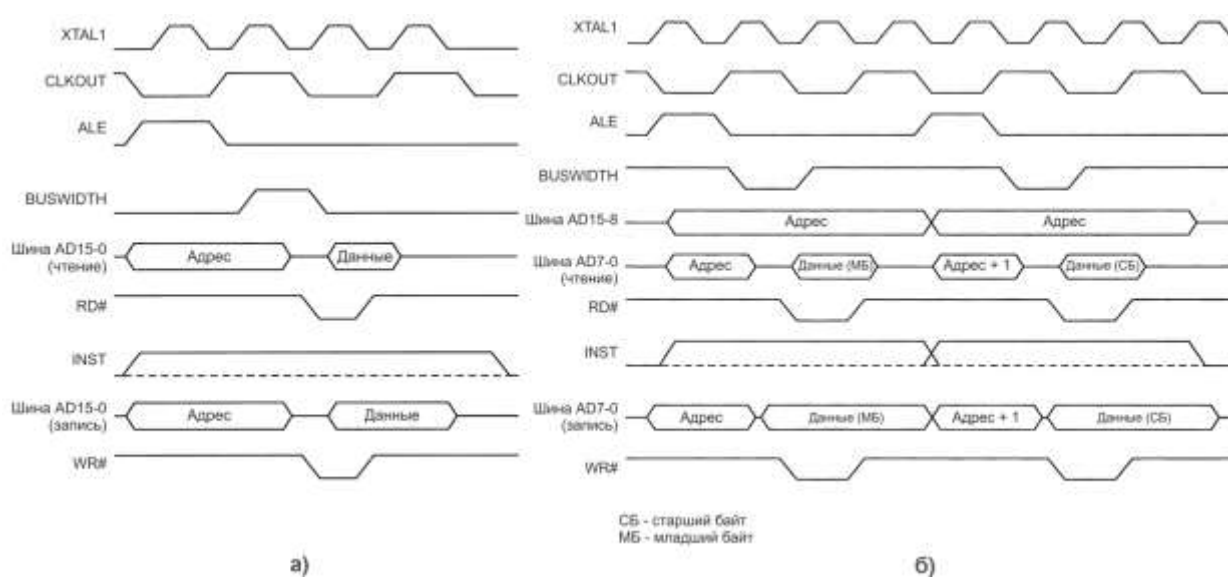 XTAL1
CLKOUT
ALE
BUSWIDTH
Шина AD15-0
(чтение)
Адрес
Данные
RD#
INST
Шина AD15-0
(запись)
Адрес
Данные
WR#
а)
XTAL1
CLKOUT
ALE
BUSWIDTH
Шина AD15-8
Адрес
Адрес
Шина AD7-0
(чтение)
Адрес
Данные (МБ)
Адрес + 1
Данные (СБ)
RD#
INST
Шина AD7-0
(запись)
Адрес
Данные (МБ)
Адрес + 1
Данные (СБ)
WR#
СБ - старший байт
МБ - младший байт
б)